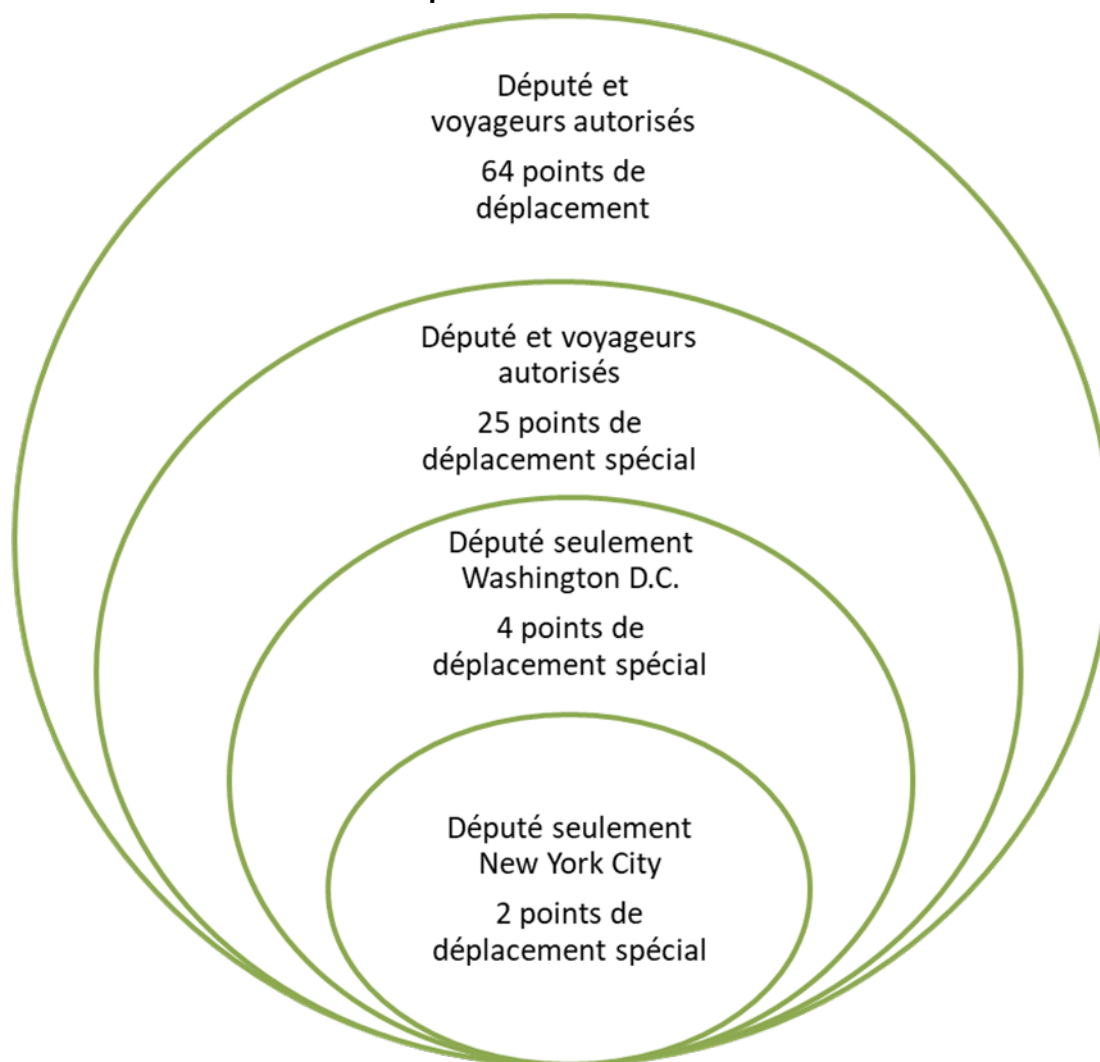 Député et
voyageurs autorisés
64 points de
déplacement
Député et voyageurs
autorisés
25 points de
déplacement spécial
Député seulement
Washington D.C.
4 points de
déplacement spécial
Député seulement
New York City
2 points de
déplacement spécial